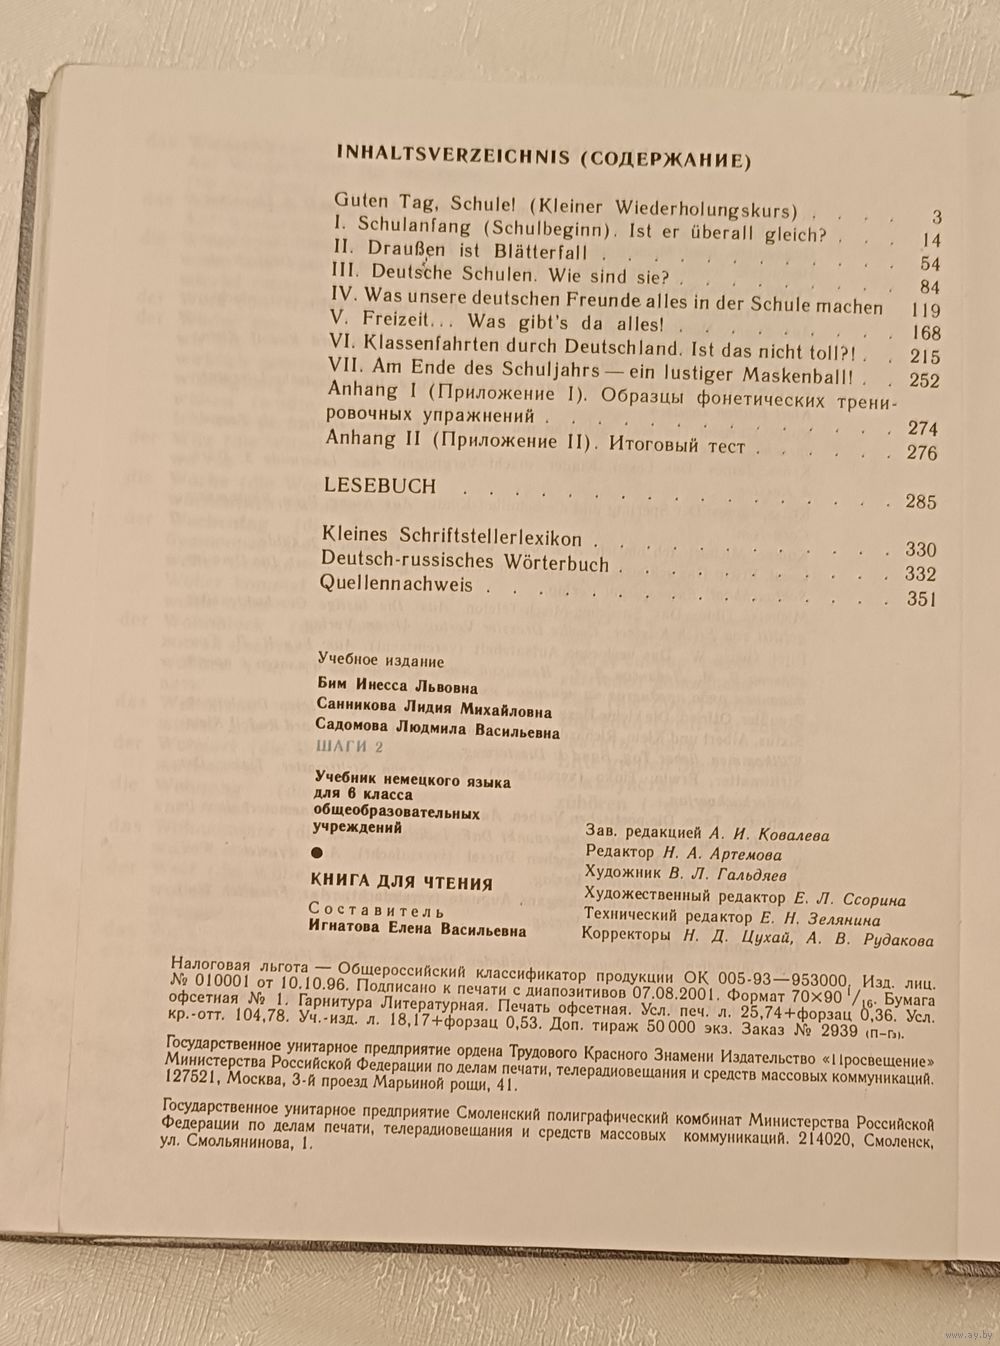 INHALTSVERZEICHNIS (СОДЕРЖАНИЕ)
Guten Tag, Schule! (Kleiner Wiederholungskurs) . . . . 3
I. Schulanfang (Schulbeginn). Ist er überall gleich? . . . 14
II. Draußen ist Blätterfall . . . . . . . . . . . 54
III. Deutsche Schulen. Wie sind sie? . . . . . . . . 84
IV. Was unsere deutschen Freunde alles in der Schule machen 119
V. Freizeit... Was gibt's da alles! . . . . . . . . 168
VI. Klassenfahrten durch Deutschland. Ist das nicht toll?! . . 215
VII. Am Ende des Schuljahrs — ein lustiger Maskenball! . . 252
Anhang I (Приложение I). Образцы фонетических трени-
ровочных упражнений . . . . . . . . . . . . 274
Anhang II (Приложение II). Итоговый тест . . . . . . 276
LESEBUCH . . . . . . . . . . . . . . . . . 285
Kleines Schriftstellerlexikon . . . . . . . . . . . 330
Deutsch-russisches Wörterbuch . . . . . . . . . . 332
Quellennachweis . . . . . . . . . . . . . . . . 351
Учебное издание
Бим Инесса Львовна
Санникова Лидия Михайловна
Садомова Людмила Васильевна
ШАГИ 2
Учебник немецкого языка
для 6 класса
общеобразовательных
учреждений
●
КНИГА ДЛЯ ЧТЕНИЯ
Составитель
Игнатова Елена Васильевна
Зав. редакцией А. И. Ковалева
Редактор Н. А. Артемова
Художник В. Л. Гальдяев
Художественный редактор Е. Л. Ссорина
Технический редактор Е. Н. Зелянина
Корректоры Н. Д. Цухай, А. В. Рудакова
Налоговая льгота — Общероссийский классификатор продукции ОК 005-93—953000. Изд. лиц.
№ 010001 от 10.10.96. Подписано к печати с диапозитивов 07.08.2001. Формат 70×90 1/16. Бумага
офсетная № 1. Гарнитура Литературная. Печать офсетная. Усл. печ. л. 25,74+форзац 0,36. Усл.
кр.-отт. 104,78. Уч.-изд. л. 18,17+форзац 0,53. Доп. тираж 50 000 экз. Заказ № 2939 (п-гз).
Государственное унитарное предприятие ордена Трудового Красного Знамени Издательство «Просвещение»
Министерства Российской Федерации по делам печати, телерадиовещания и средств массовых коммуникаций.
127521, Москва, 3-й проезд Марьиной рощи, 41.
Государственное унитарное предприятие Смоленский полиграфический комбинат Министерства Российской
Федерации по делам печати, телерадиовещания и средств массовых коммуникаций. 214020, Смоленск,
ул. Смольянинова, 1.
www.ay.by